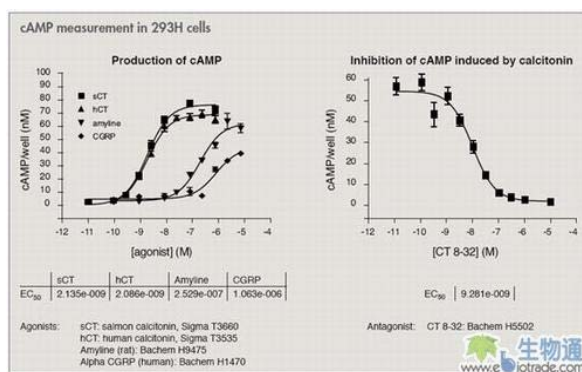 cAMP measurement in 293H cells
Production of cAMP
cAMP/well (nM)
100
90
80
70
60
50
40
30
20
10
0
sCT
hCT
amyline
CGRP
-12 -11 -10 -9 -8 -7 -6 -5 -4
[agonist] (M)
sCT hCT Amyline CGRP
EC50 2.135e-009 2.086e-009 2.529e-007 1.063e-006
Agonists: sCT: salmon calcitonin, Sigma T3660
hCT: human calcitonin, Sigma T3535
Amyline (rat): Bachem H9475
Alpha CGRP (human): Bachem H1470
Inhibition of cAMP induced by calcitonin
cAMP/well (nM)
60
50
40
30
20
10
0
-12 -11 -10 -9 -8 -7 -6 -5 -4
[CT 8-32] (M)
EC50 9.281e-009
Antagonist: CT 8-32: Bachem H5502
生物通
www.ebiotrade.com